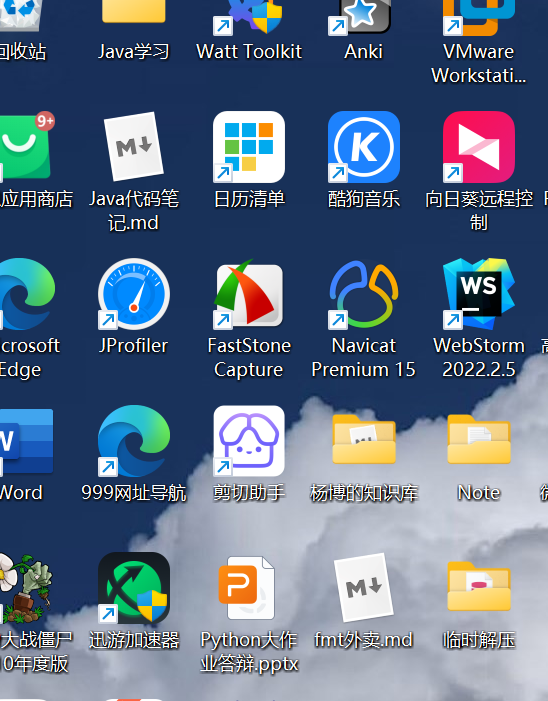 回收站
Java学习
Watt Toolkit
Anki
VMware
Workstati...
9+
应用商店
M
Java代码笔
记.md
日历清单
K
酷狗音乐
向日葵远程控
制
crosoft
Edge
JProfiler
FastStone
Capture
Navicat
Premium 15
WS
WebStorm
2022.2.5
W
Word
999网址导航
剪切助手
杨博的知识库
Note
大战僵尸
0年度版
迅游加速器
P
Python大作
业答辩.pptx
M
fmt外卖.md
临时解压